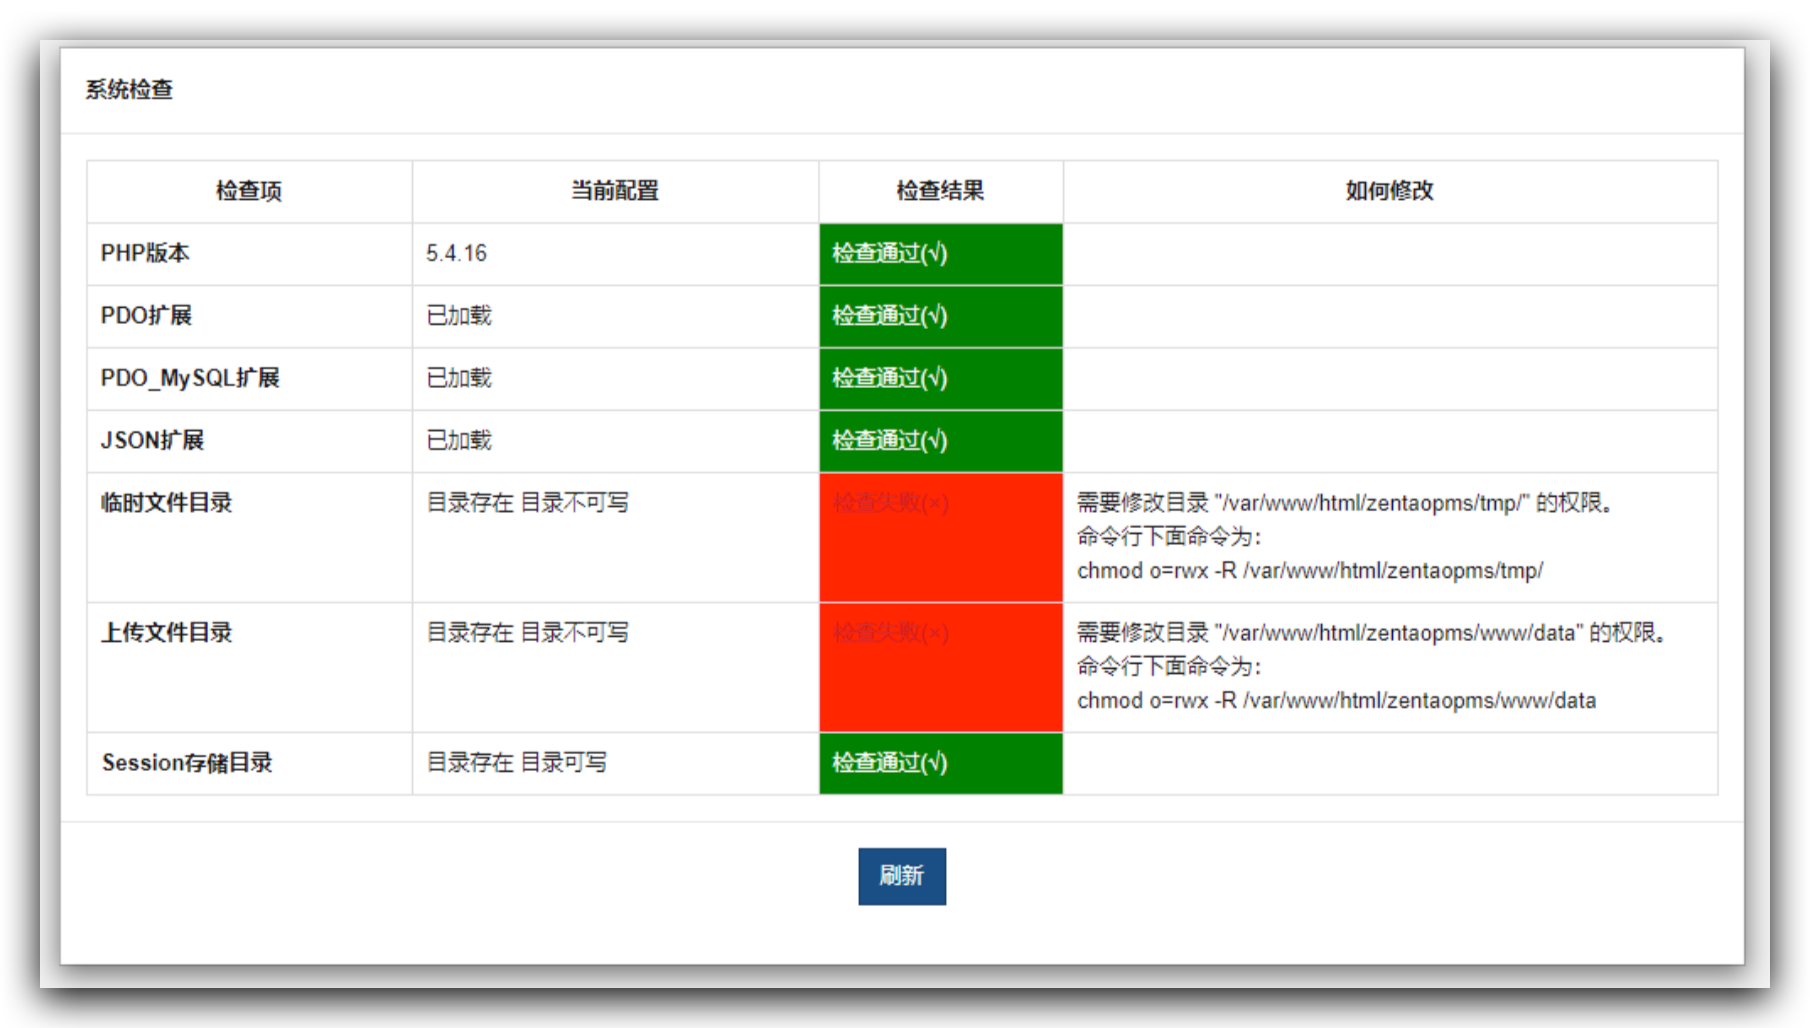 系统检查
检查项 当前配置 检查结果 如何修改
PHP版本 5.4.16 检查通过(√)
PDO扩展 已加载 检查通过(√)
PDO_MySQL扩展 已加载 检查通过(√)
JSON扩展 已加载 检查通过(√)
临时文件目录 目录存在 目录不可写 检查失败(×) 需要修改目录 "/var/www/html/zentaopms/tmp/" 的权限。
命令行下面命令为：
chmod o=rwx -R /var/www/html/zentaopms/tmp/
上传文件目录 目录存在 目录不可写 检查失败(×) 需要修改目录 "/var/www/html/zentaopms/www/data" 的权限。
命令行下面命令为：
chmod o=rwx -R /var/www/html/zentaopms/www/data
Session存储目录 目录存在 目录可写 检查通过(√)
刷新